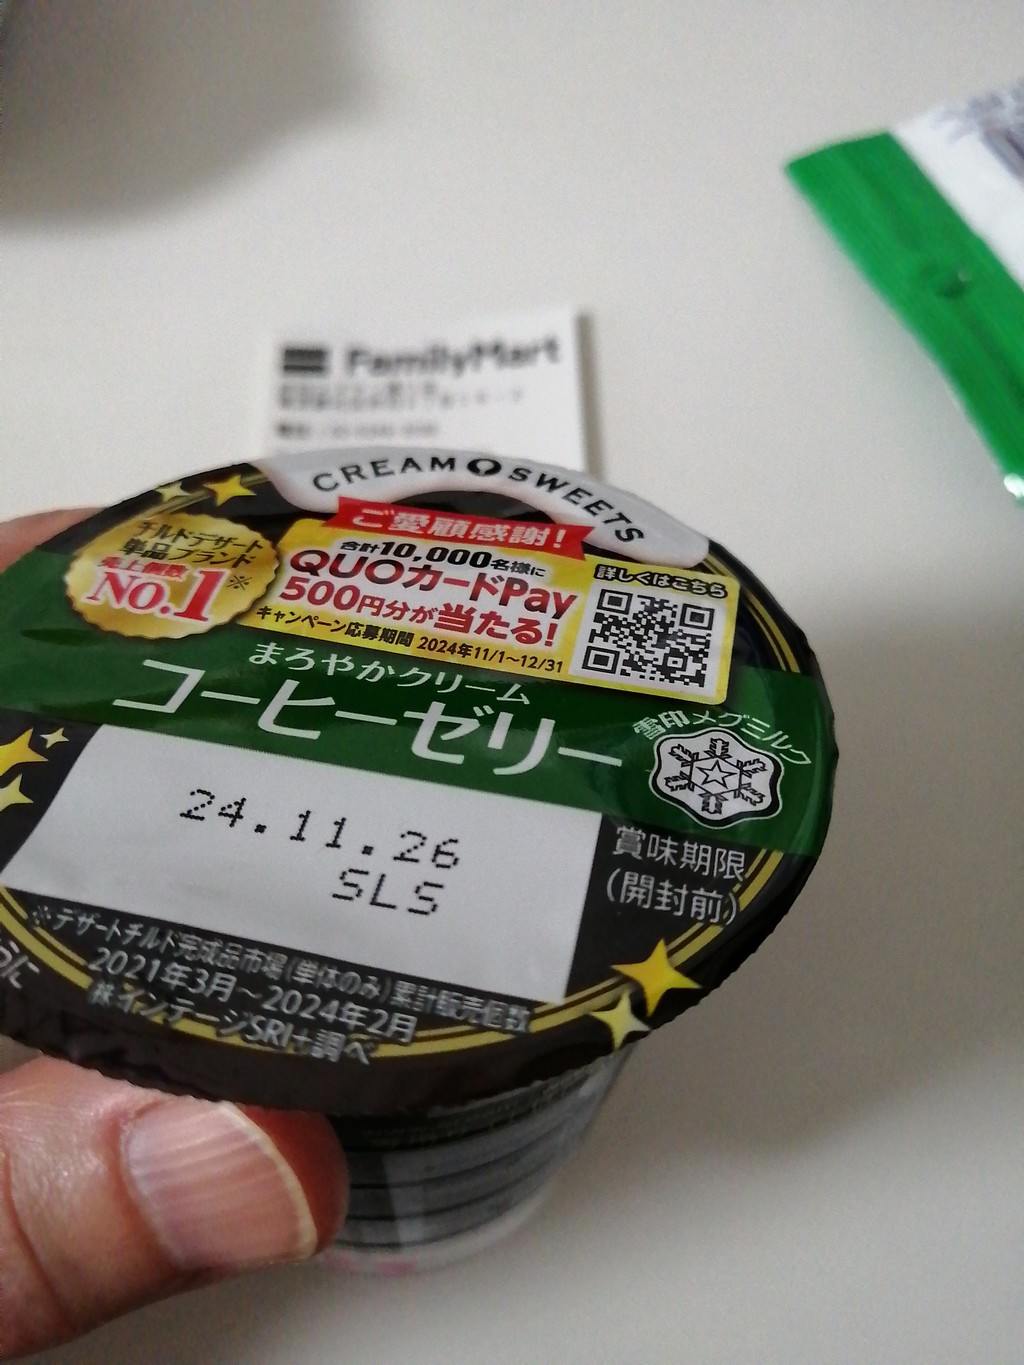 FamilyMart
CREAM SWEETS
チルドデザート
単品ブランド
売上個数
No.1※
ご愛顧感謝!
合計10,000名様に
QUOカードPay
500円分が当たる!
キャンペーン応募期間 2024年11/1~12/31
詳しくはこちら
まろやかクリーム
コーヒーゼリー
雪印メグミルク
24.11.26
SLS
賞味期限
(開封前)
※デザートチルド完成品市場(単体のみ)累計販売個数
2021年3月~2024年2月
㈱インテージSRI+調べ